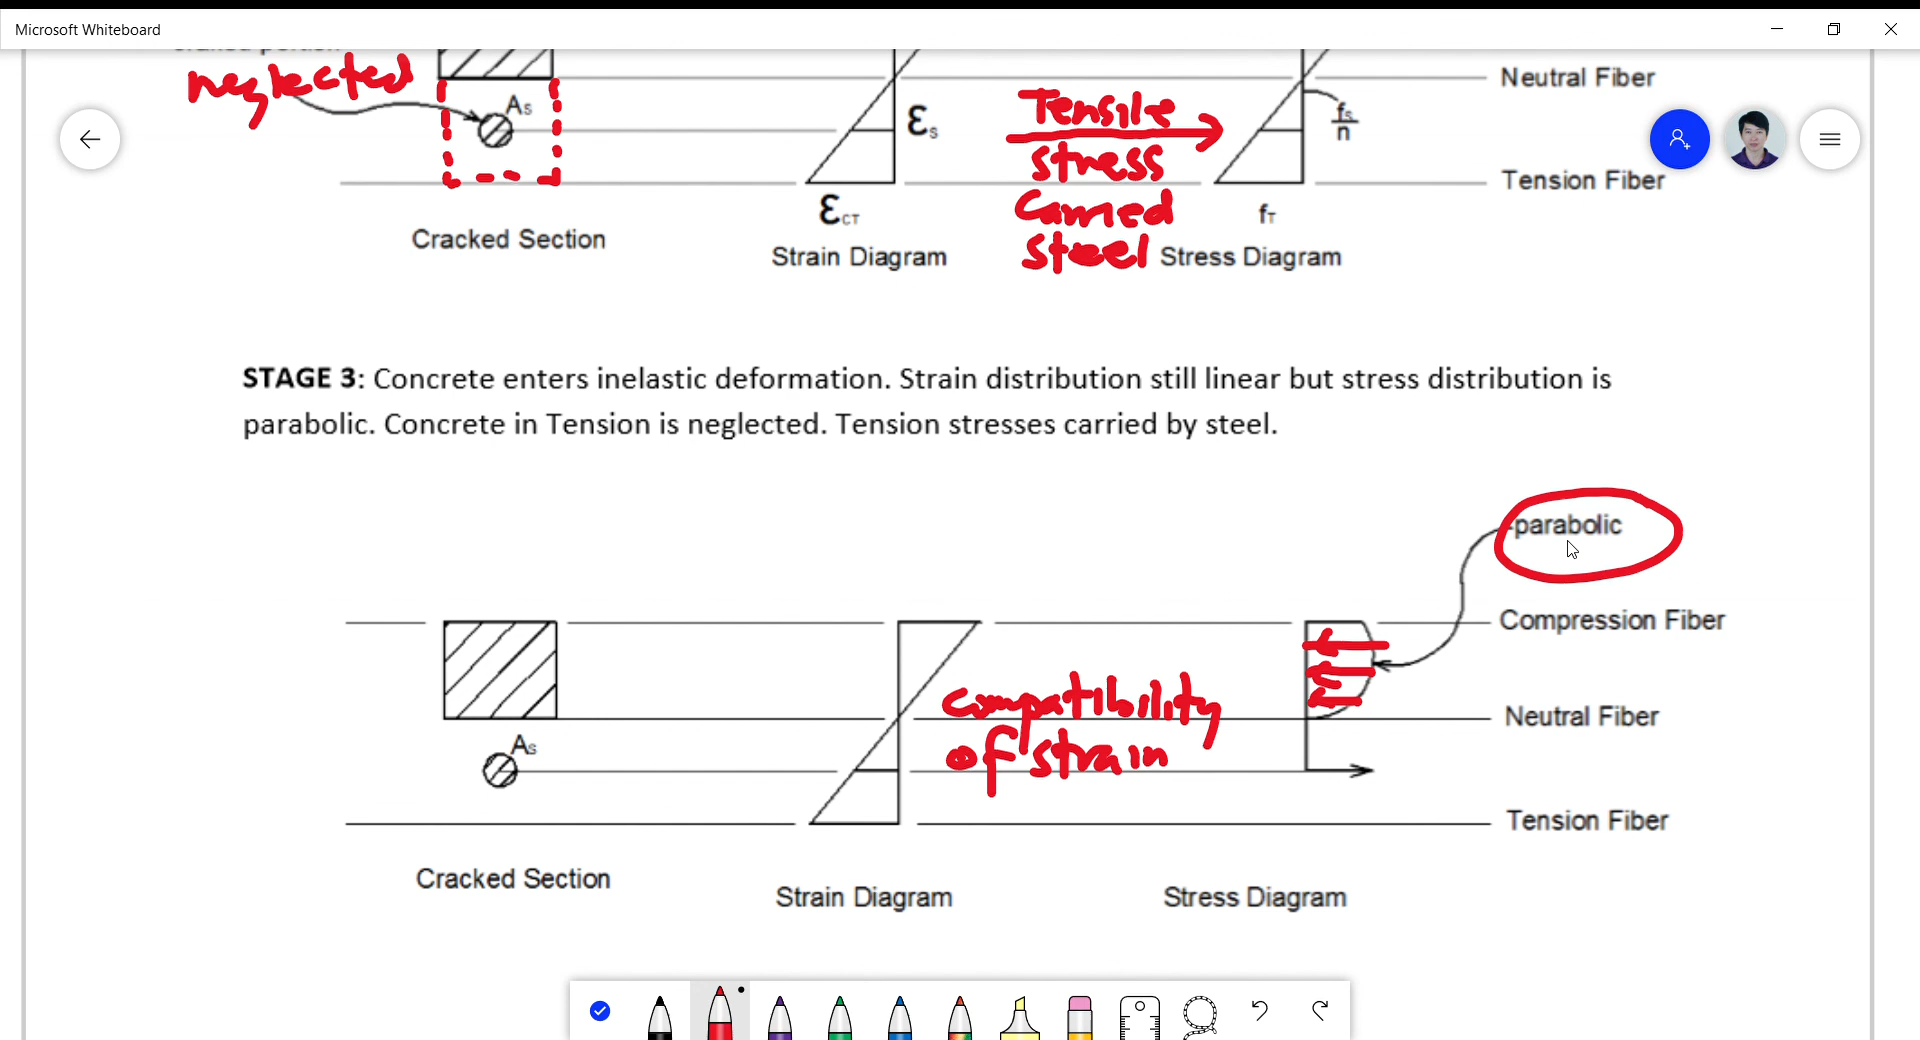 Microsoft Whiteboard
neglected
As
εs
Tensile
stress
carried
steel
fs
n
Neutral Fiber
Tension Fiber
εCT
fT
Cracked Section
Strain Diagram
Stress Diagram
STAGE 3: Concrete enters inelastic deformation. Strain distribution still linear but stress distribution is
parabolic. Concrete in Tension is neglected. Tension stresses carried by steel.
parabolic
Compression Fiber
compatibility
of strain
As
Neutral Fiber
Tension Fiber
Cracked Section
Strain Diagram
Stress Diagram